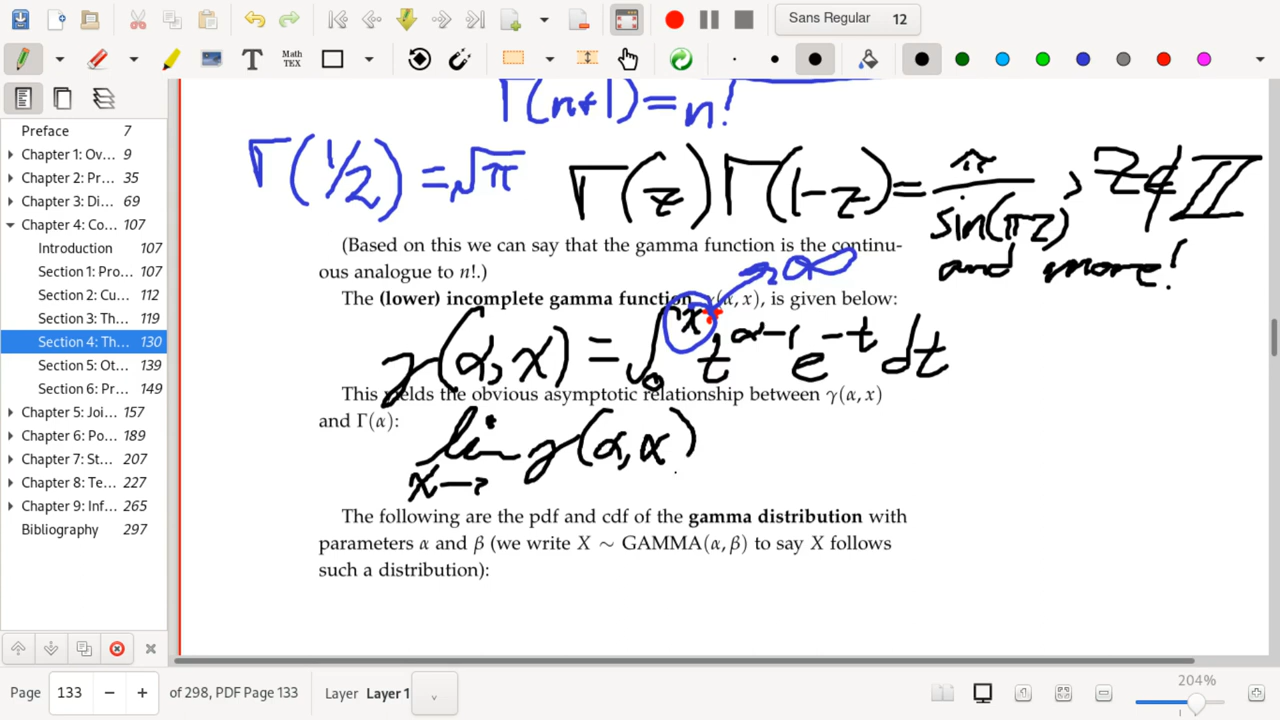 Sans Regular 12
T Math TEX
Preface 7
Chapter 1: Ov... 9
Chapter 2: Pr... 35
Chapter 3: Di... 69
Chapter 4: Co... 107
Introduction 107
Section 1: Pro... 107
Section 2: Cu... 112
Section 3: Th... 119
Section 4: Th... 130
Section 5: Ot... 139
Section 6: Pr... 149
Chapter 5: Joi... 157
Chapter 6: Po... 189
Chapter 7: St... 207
Chapter 8: Te... 227
Chapter 9: Inf... 265
Bibliography 297
Γ(n+1)=n!
Γ(1/2)=√π
Γ(z)Γ(1-z)=π/sin(πz), z∉ℤ
and more!
(Based on this we can say that the gamma function is the continu-
ous analogue to n!.)
∞
The (lower) incomplete gamma function γ(α, x), is given below:
γ(α,x)=∫₀ˣ t^(α-1) e^(-t) dt
This yields the obvious asymptotic relationship between γ(α, x)
and Γ(α):
lim x→ γ(α,x)
The following are the pdf and cdf of the gamma distribution with
parameters α and β (we write X ∼ GAMMA(α, β) to say X follows
such a distribution):
Page 133 of 298, PDF Page 133 Layer Layer 1 204%